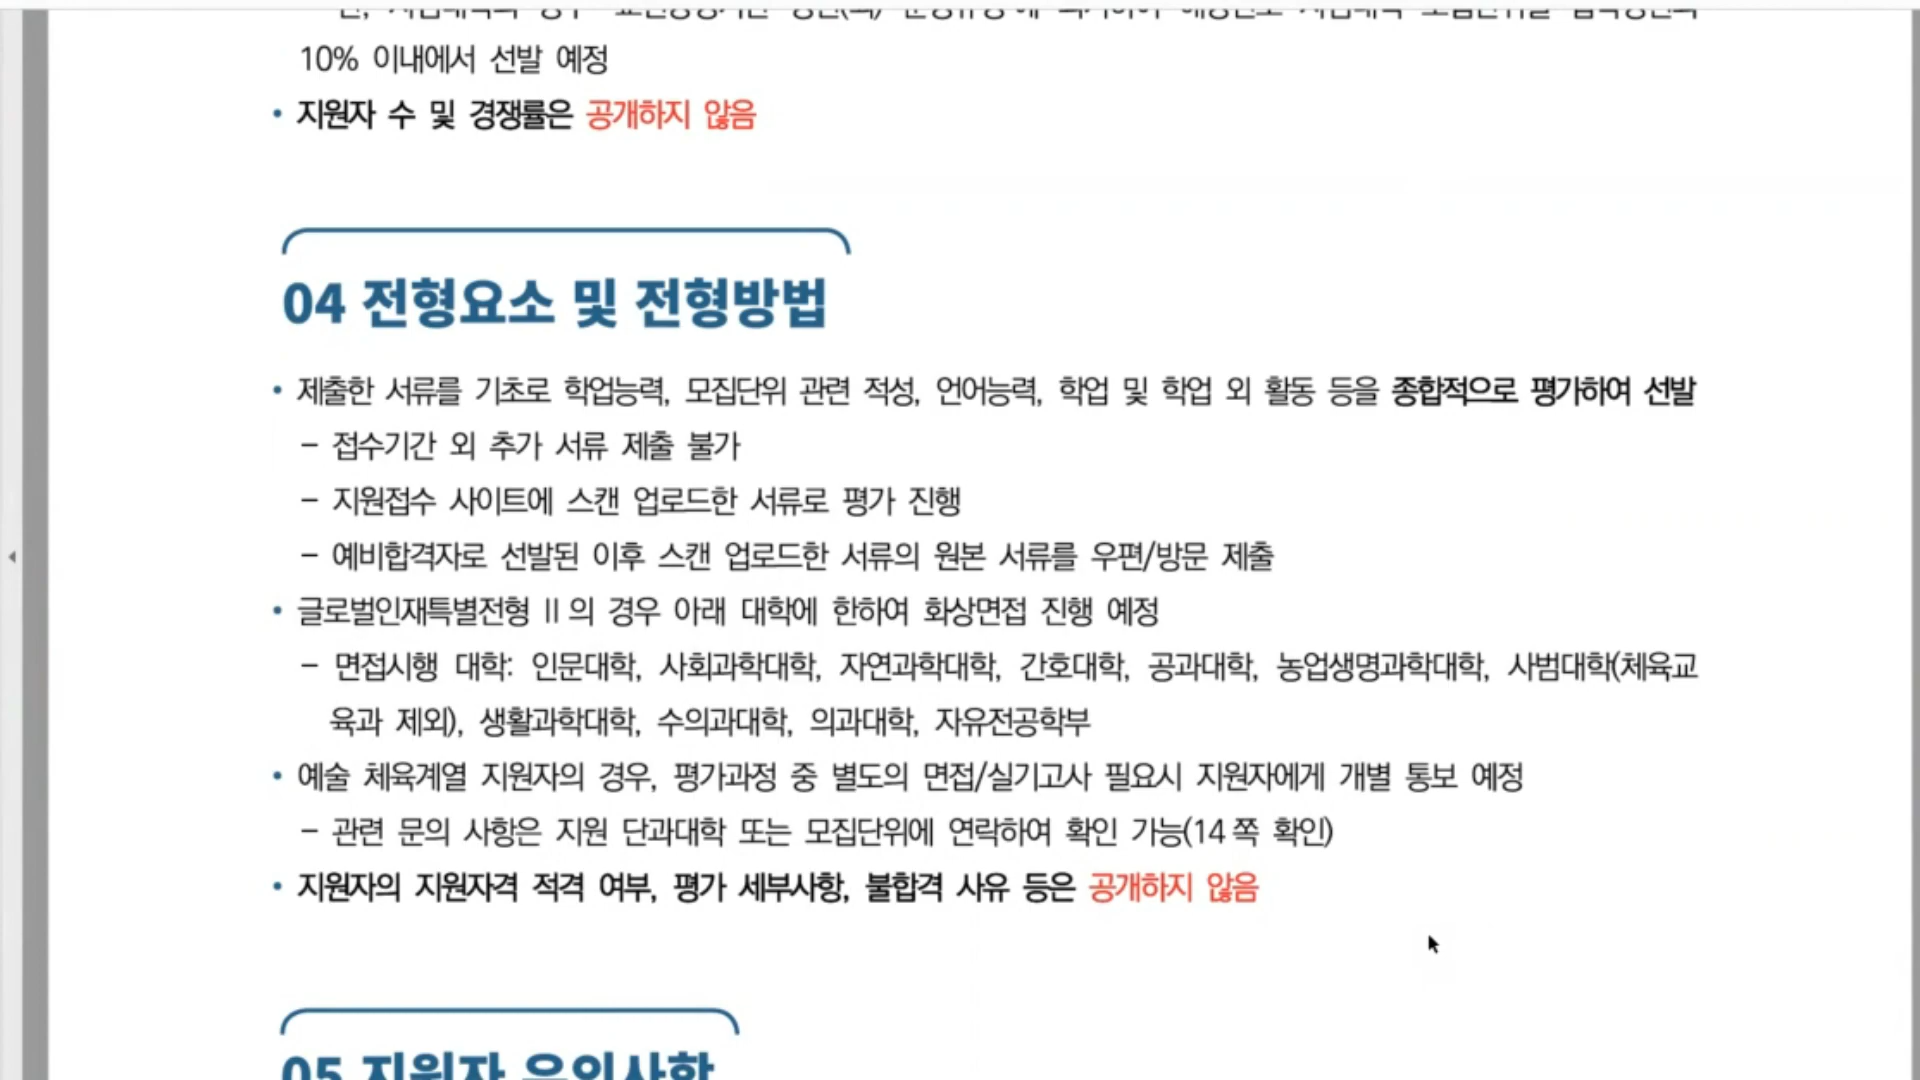 10% 이내에서 선발 예정
• 지원자 수 및 경쟁률은 공개하지 않음
04 전형요소 및 전형방법
• 제출한 서류를 기초로 학업능력, 모집단위 관련 적성, 언어능력, 학업 및 학업 외 활동 등을 종합적으로 평가하여 선발
– 접수기간 외 추가 서류 제출 불가
– 지원접수 사이트에 스캔 업로드한 서류로 평가 진행
– 예비합격자로 선발된 이후 스캔 업로드한 서류의 원본 서류를 우편/방문 제출
• 글로벌인재특별전형 Ⅱ의 경우 아래 대학에 한하여 화상면접 진행 예정
– 면접시행 대학: 인문대학, 사회과학대학, 자연과학대학, 간호대학, 공과대학, 농업생명과학대학, 사범대학(체육교
육과 제외), 생활과학대학, 수의과대학, 의과대학, 자유전공학부
• 예술 체육계열 지원자의 경우, 평가과정 중 별도의 면접/실기고사 필요시 지원자에게 개별 통보 예정
– 관련 문의 사항은 지원 단과대학 또는 모집단위에 연락하여 확인 가능(14쪽 확인)
• 지원자의 지원자격 적격 여부, 평가 세부사항, 불합격 사유 등은 공개하지 않음
05 지원자 유의사항